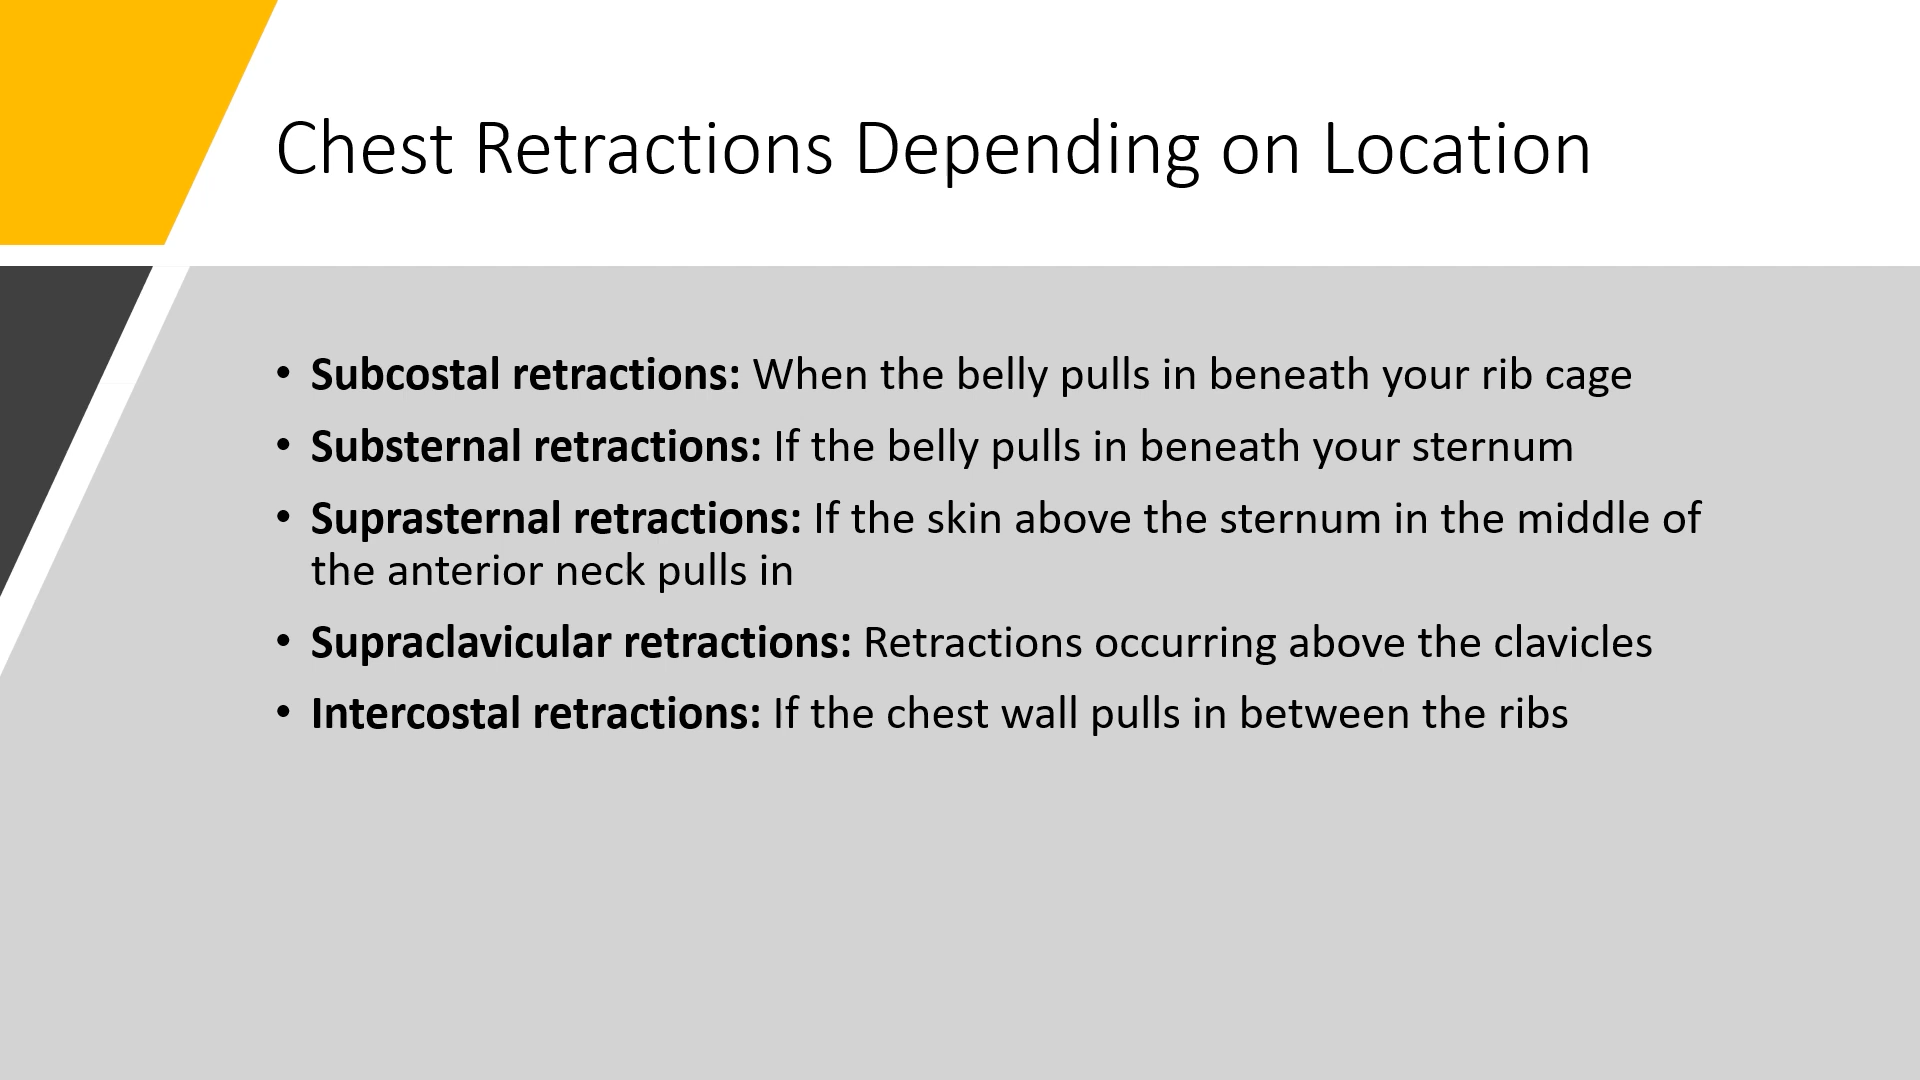 Chest Retractions Depending on Location
• Subcostal retractions: When the belly pulls in beneath your rib cage
• Substernal retractions: If the belly pulls in beneath your sternum
• Suprasternal retractions: If the skin above the sternum in the middle of
the anterior neck pulls in
• Supraclavicular retractions: Retractions occurring above the clavicles
• Intercostal retractions: If the chest wall pulls in between the ribs